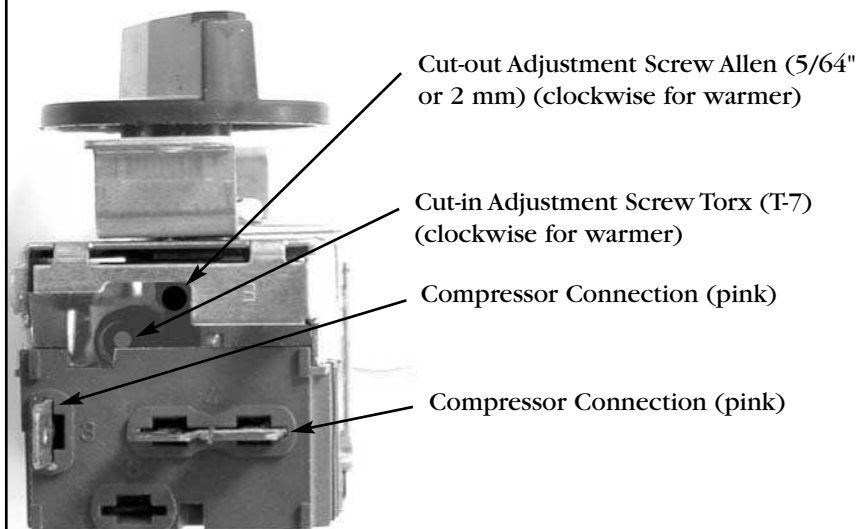 Cut-out Adjustment Screw Allen (5/64"
or 2 mm) (clockwise for warmer)
Cut-in Adjustment Screw Torx (T-7)
(clockwise for warmer)
Compressor Connection (pink)
Compressor Connection (pink)